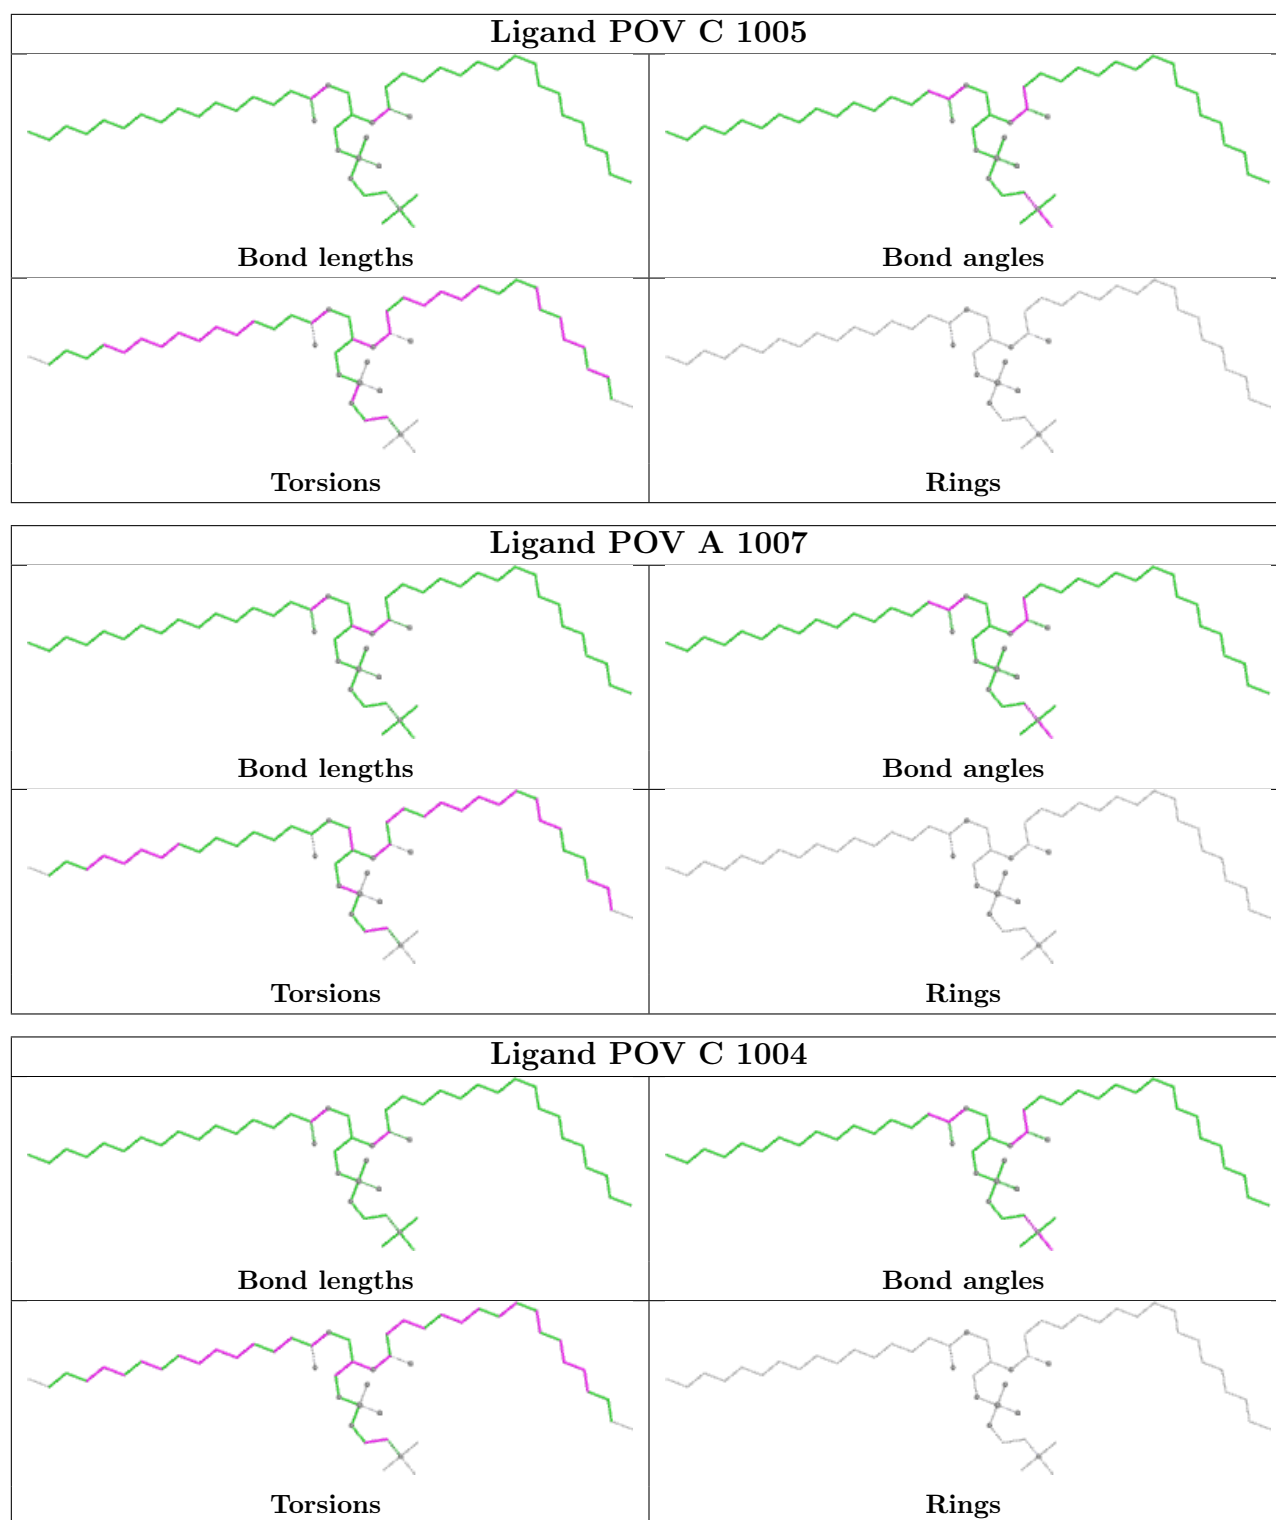 Ligand POV C 1005
Bond lengths
Bond angles
Torsions
Rings
Ligand POV A 1007
Bond lengths
Bond angles
Torsions
Rings
Ligand POV C 1004
Bond lengths
Bond angles
Torsions
Rings